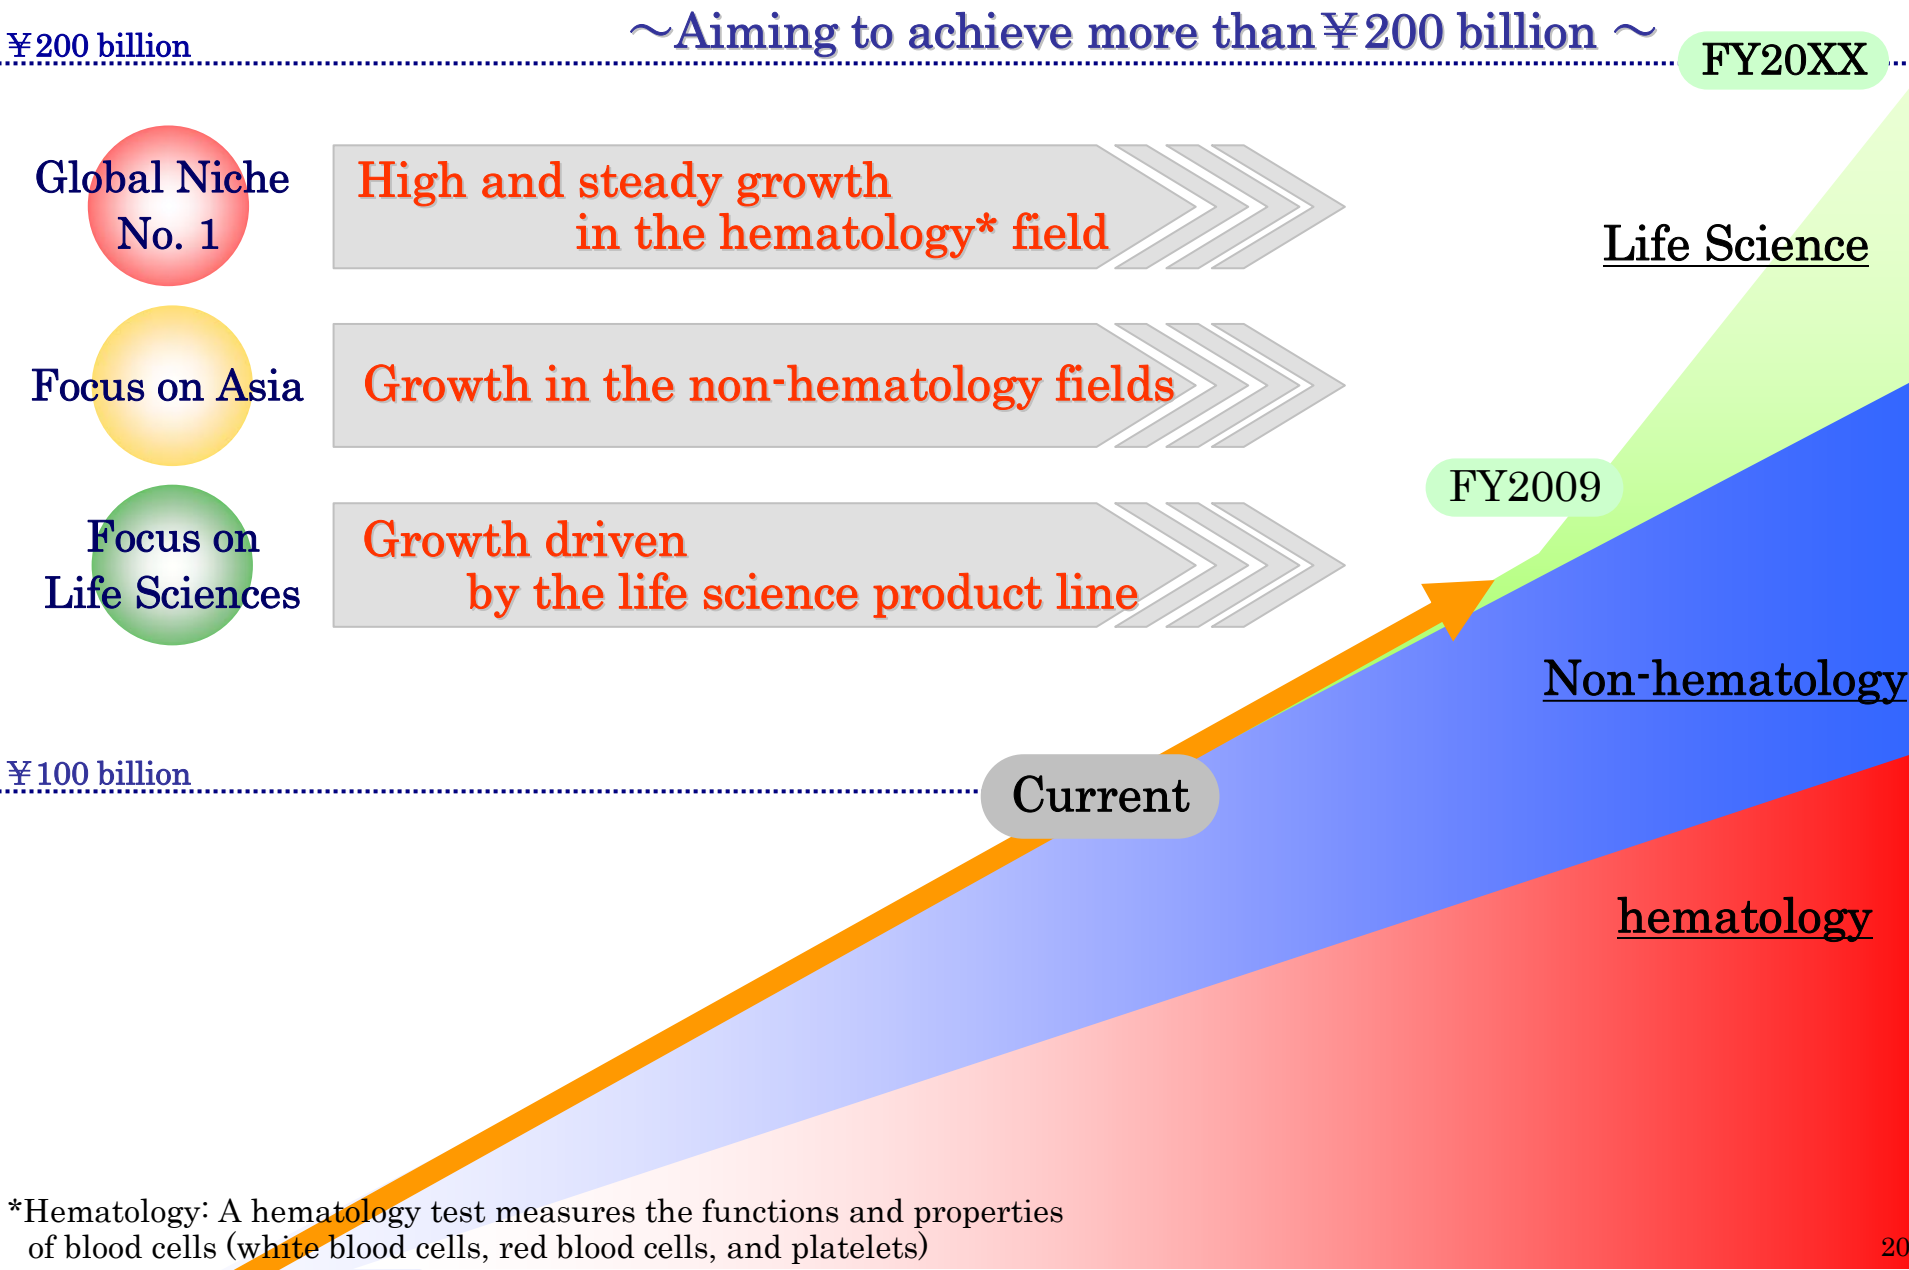 ～Aiming to achieve more than￥200 billion ～
￥200 billion
FY20XX
Global Niche
No. 1
High and steady growth
in the hematology* field
Life Science
Focus on Asia
Growth in the non-hematology fields
FY2009
Focus on
Life Sciences
Growth driven
by the life science product line
Non-hematology
￥100 billion
Current
hematology
*Hematology: A hematology test measures the functions and properties
of blood cells (white blood cells, red blood cells, and platelets)
20